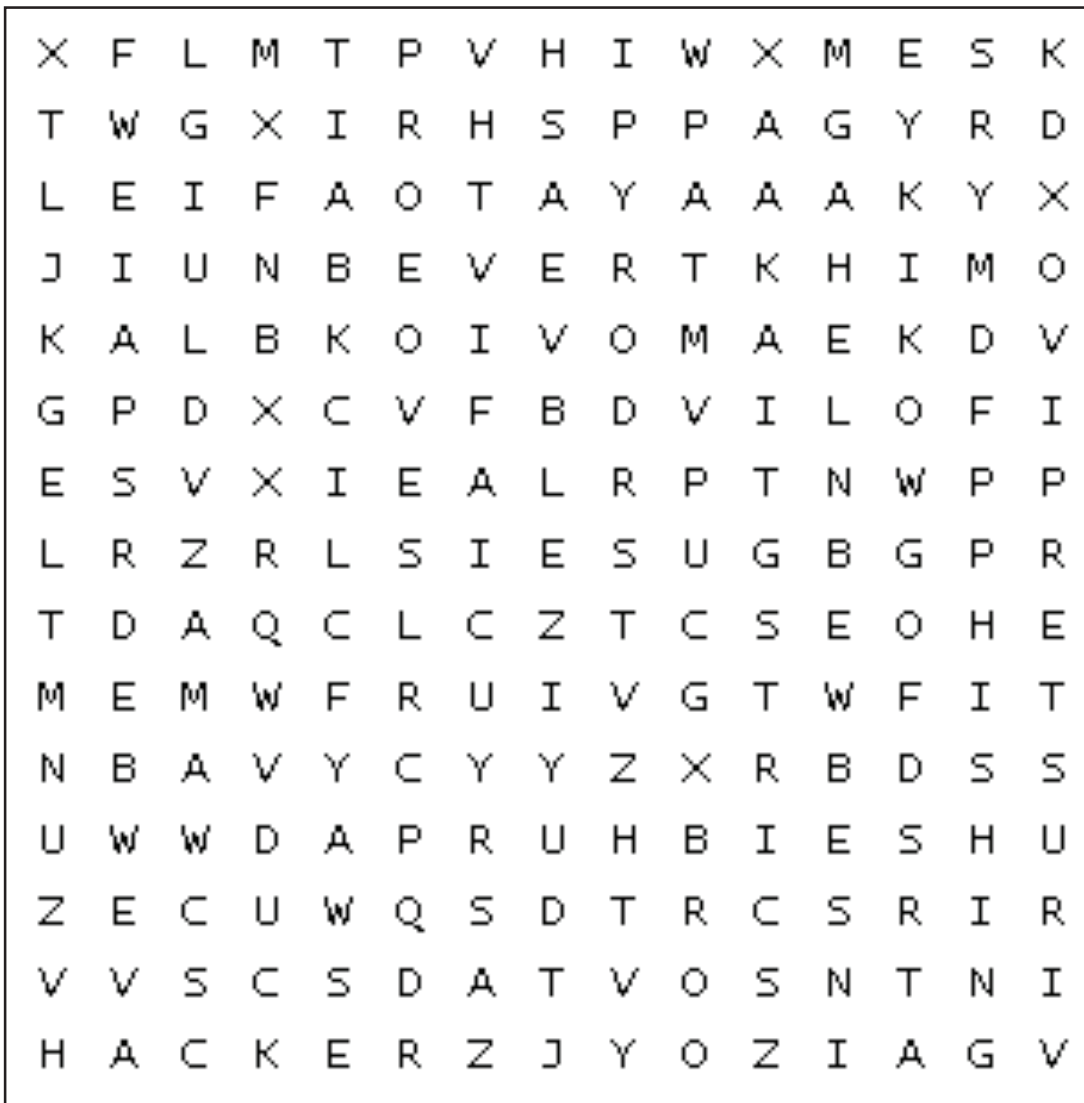 X F L M T P V H I W X M E S K
T W G X I R H S P P A G Y R D
L E I F A O T A Y A A A K Y X
J I U N B E V E R T K H I M O
K A L B K O I V O M A E K D V
G P D X C V F B D V I L O F I
E S V X I E A L R P T N W P P
L R Z R L S I E S U G B G P R
T D A Q C L C Z T C S E O H E
M E M W F R U I V G T W F I T
N B A V Y C Y Y Z X R B D S S
U W W D A P R U H B I E S H U
Z E C U W Q S D T R C S R I R
V V S C S D A T V O S N T N I
H A C K E R Z J Y O Z I A G V